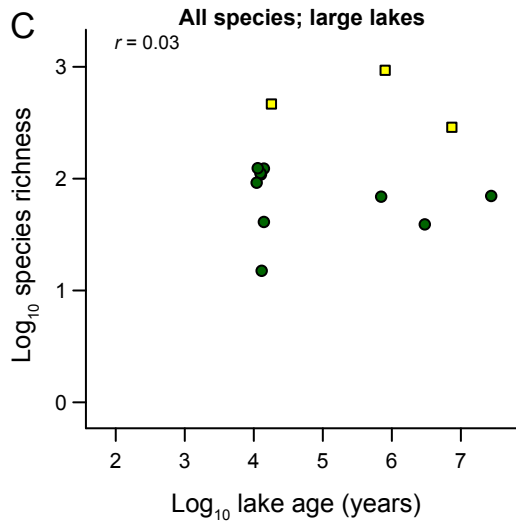 C
All species; large lakes
r = 0.03
3
2
1
0
Log₁₀ species richness
2 3 4 5 6 7
Log₁₀ lake age (years)